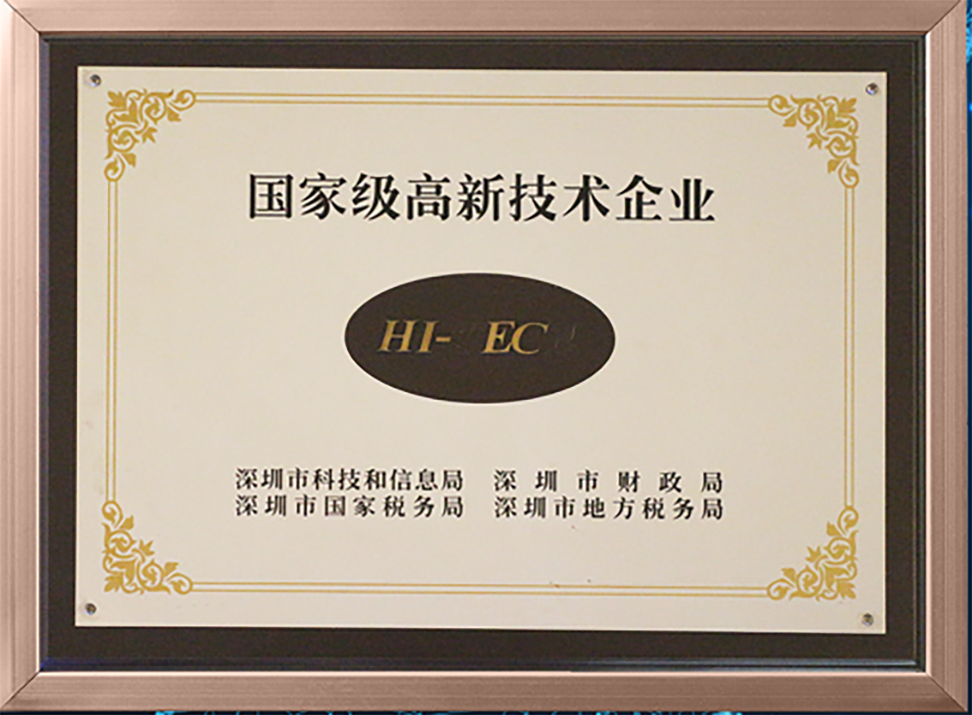 国家级高新技术企业
HI- EC
深圳市科技和信息局 深圳市财政局
深圳市国家税务局 深圳市地方税务局